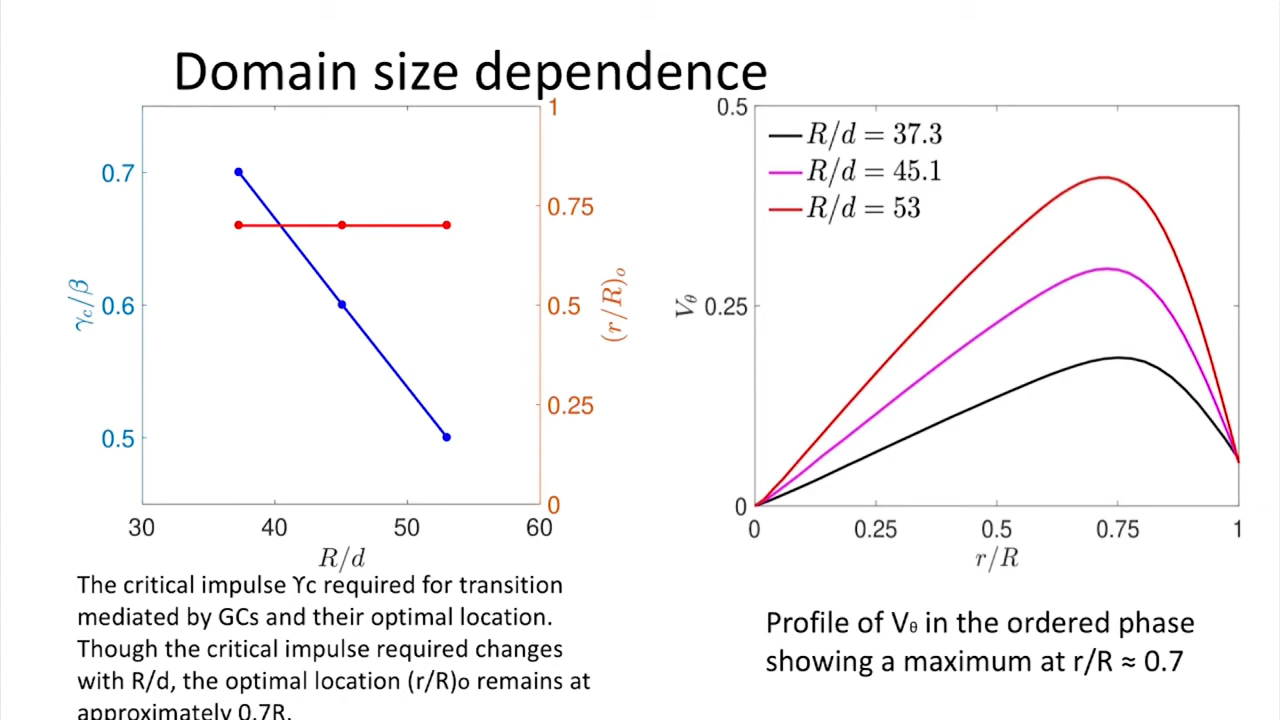 Domain size dependence
0.7
0.6
0.5
γc/β
1
0.75
0.5
0.25
0
(r/R)o
30
40
50
60
R/d
The critical impulse ϒc required for transition
mediated by GCs and their optimal location.
Though the critical impulse required changes
with R/d, the optimal location (r/R)o remains at
approximately 0.7R.
0.5
0.25
0
Vθ
R/d = 37.3
R/d = 45.1
R/d = 53
0
0.25
0.5
0.75
1
r/R
Profile of Vθ in the ordered phase
showing a maximum at r/R ≈ 0.7